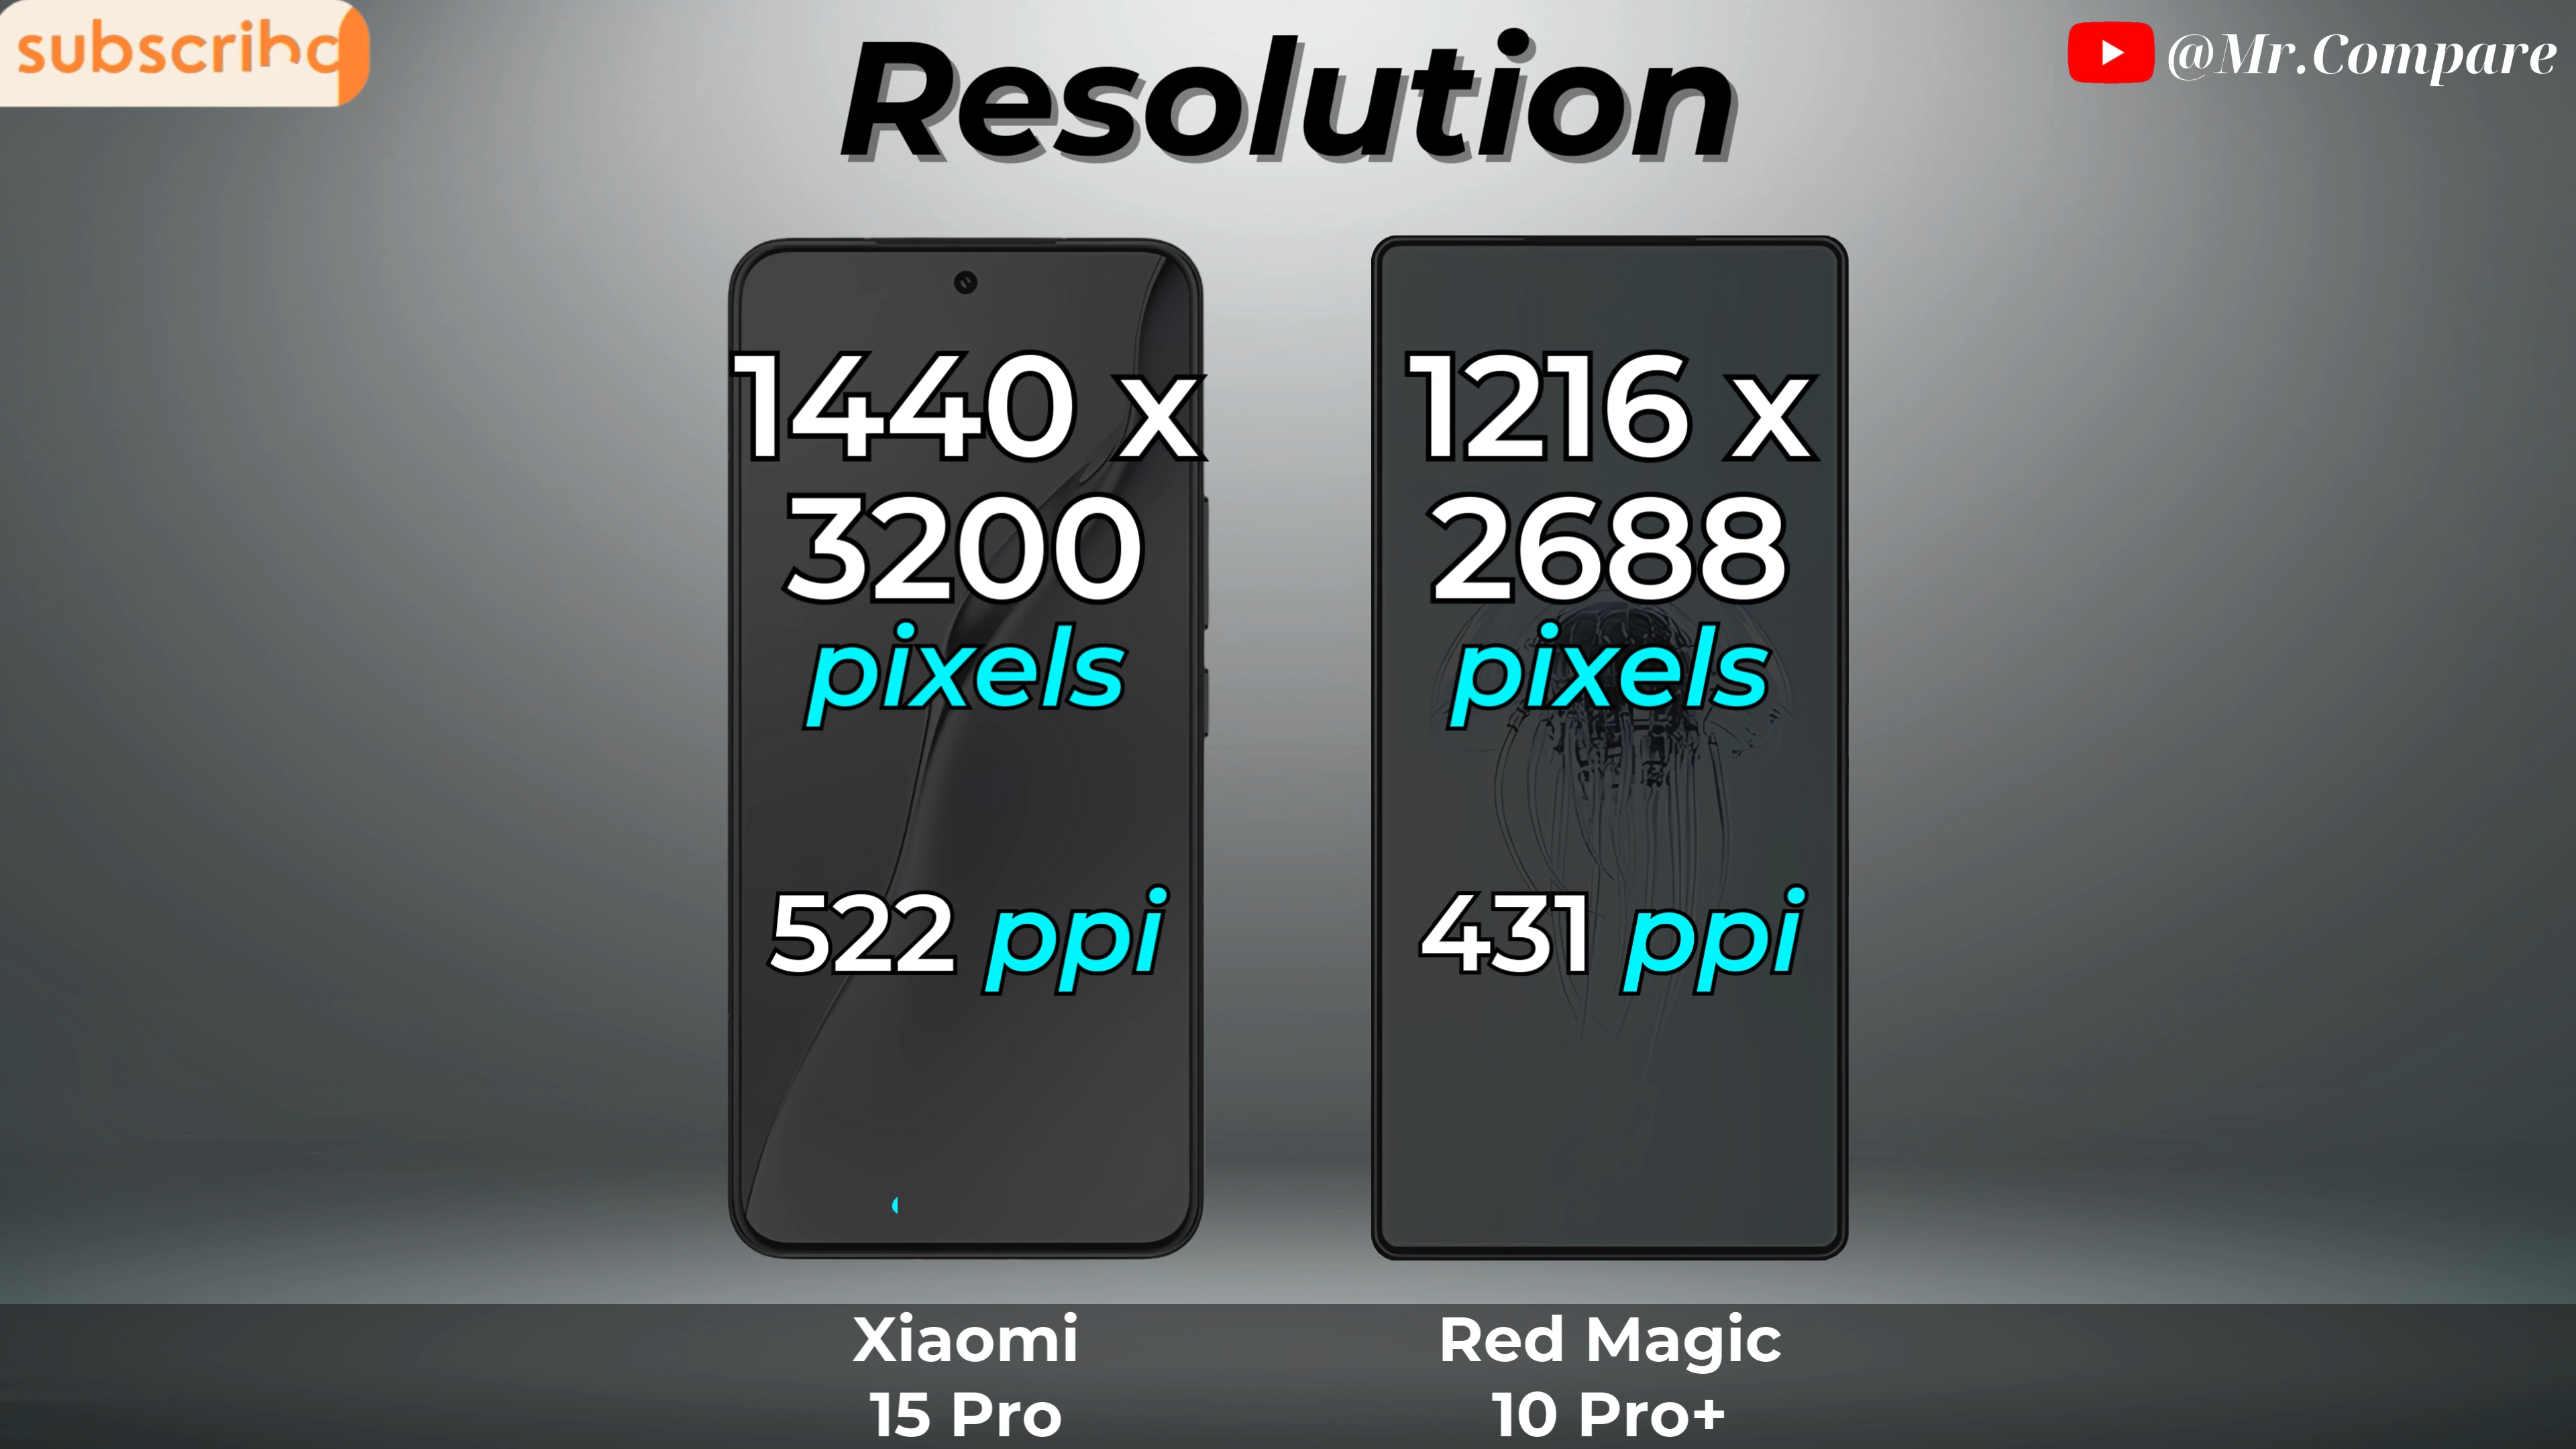 Resolution
@Mr.Compare
1440 x
3200
pixels
522 ppi
1216 x
2688
pixels
431 ppi
Xiaomi
15 Pro
Red Magic
10 Pro+